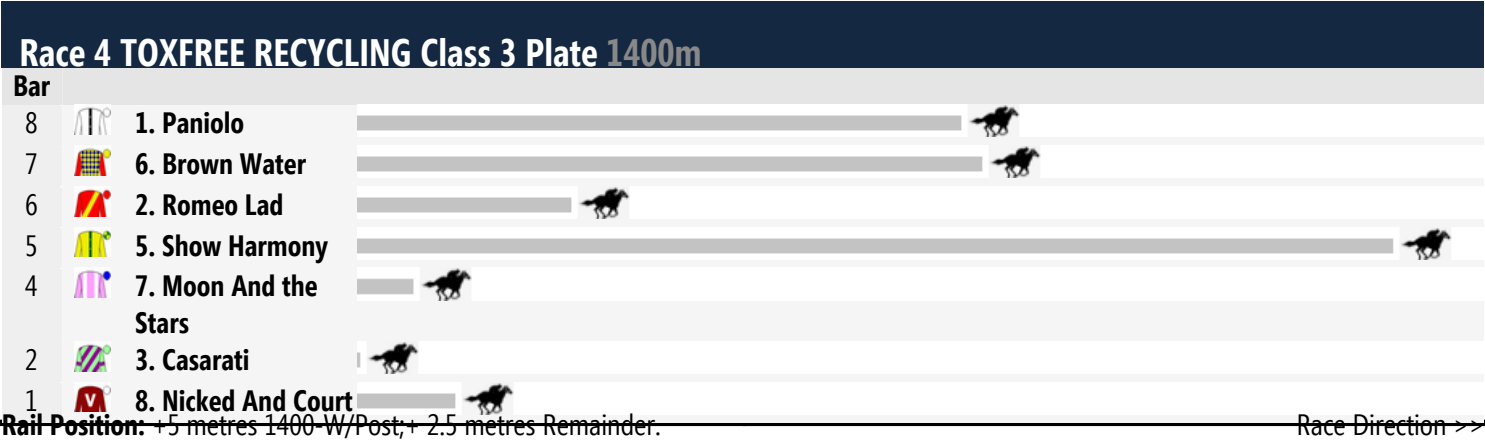 Race 4 TOXFREE RECYCLING Class 3 Plate 1400m
Bar
8 1. Paniolo
7 6. Brown Water
6 2. Romeo Lad
5 5. Show Harmony
4 7. Moon And the
Stars
2 3. Casarati
1 V 8. Nicked And Court
Rail Position: +5 metres 1400-W/Post;+ 2.5 metres Remainder. Race Direction >>